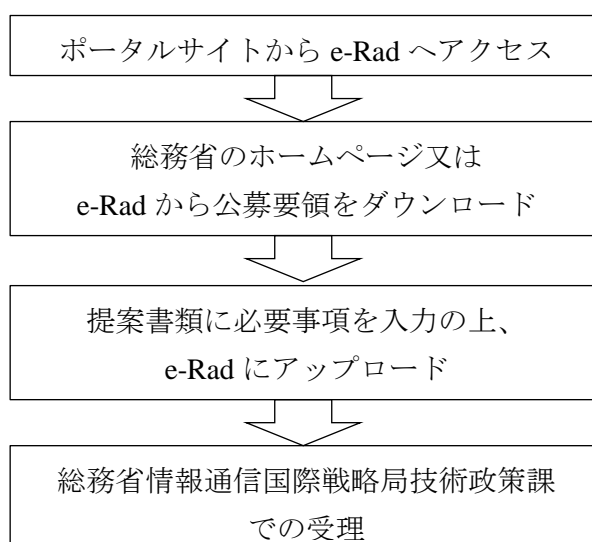 ポータルサイトから e-Rad へアクセス
総務省のホームページ又は
e-Rad から公募要領をダウンロード
提案書類に必要事項を入力の上、
e-Rad にアップロード
総務省情報通信国際戦略局技術政策課
での受理